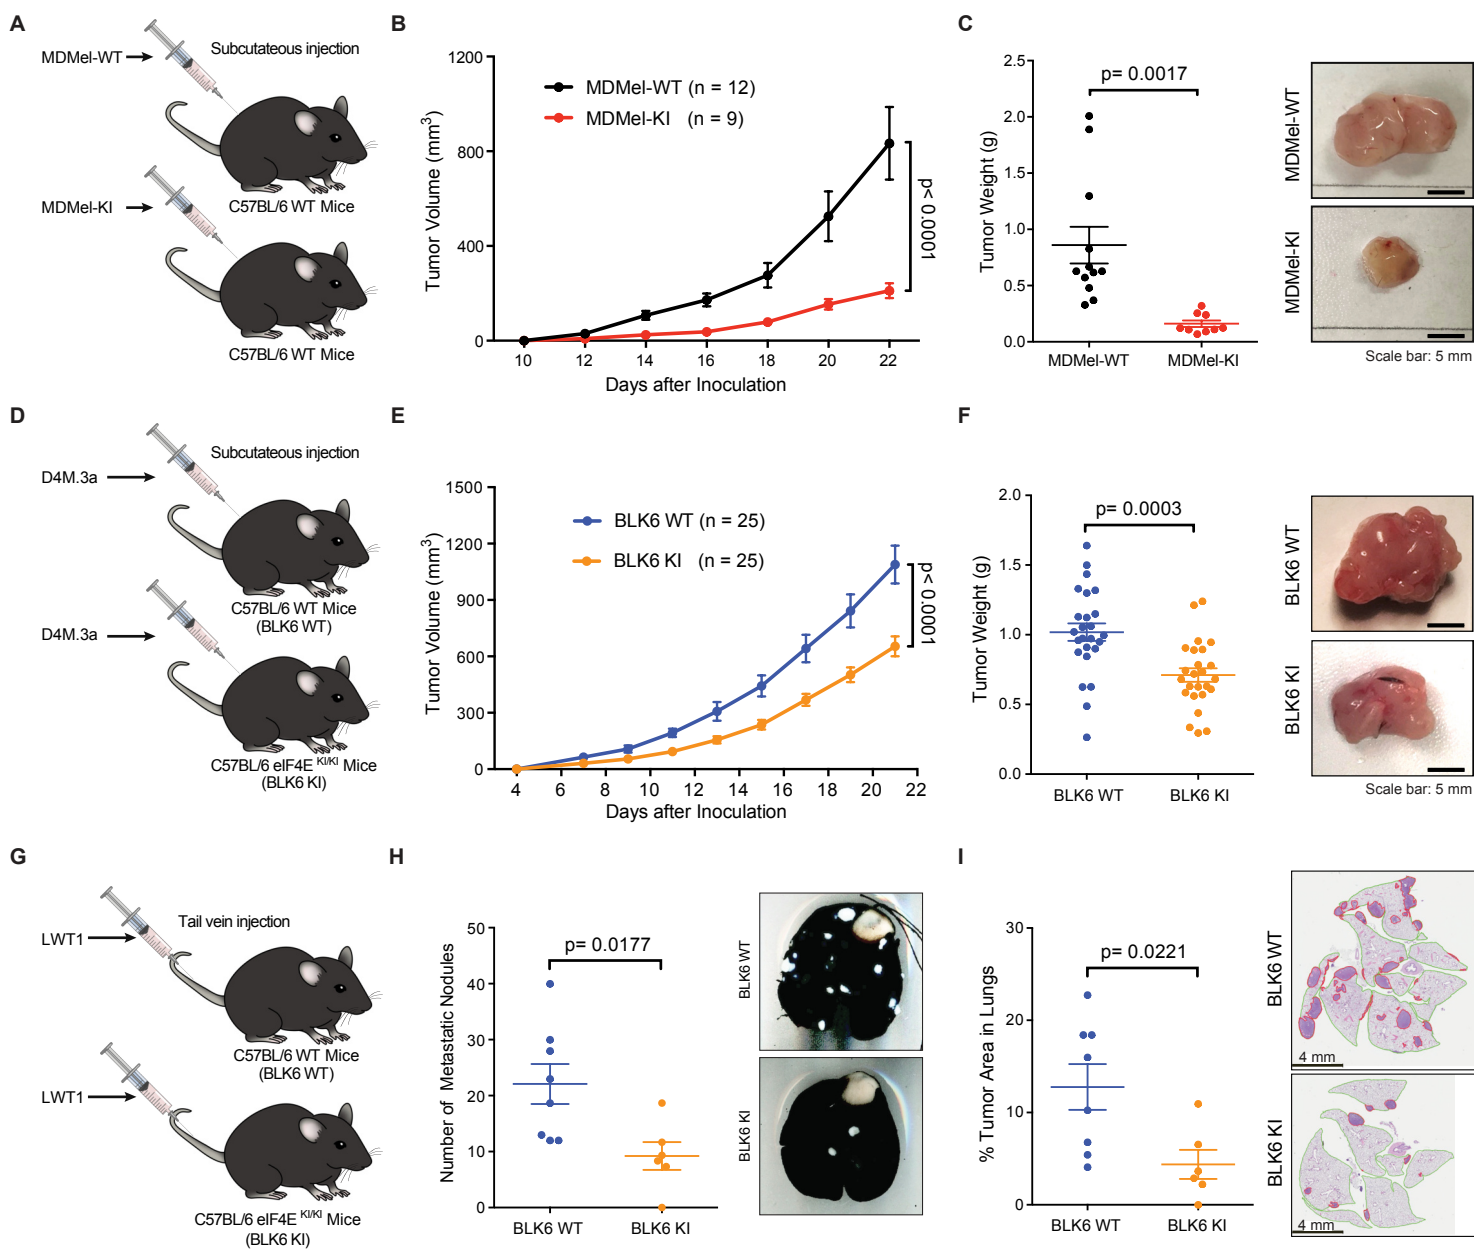 A
MDMel-WT
Subcutateous injection
C57BL/6 WT Mice
MDMel-KI
C57BL/6 WT Mice
B
Tumor Volume (mm³)
1200
800
400
0
MDMel-WT (n = 12)
MDMel-KI (n = 9)
p< 0.0001
10 12 14 16 18 20 22
Days after Inoculation
C
Tumor Weight (g)
2.5
2.0
1.5
1.0
0.5
0.0
p= 0.0017
MDMel-WT MDMel-KI
MDMel-WT
MDMel-KI
Scale bar: 5 mm
D
D4M.3a
Subcutateous injection
C57BL/6 WT Mice
(BLK6 WT)
D4M.3a
C57BL/6 eIF4E KI/KI Mice
(BLK6 KI)
E
Tumor Volume (mm³)
1500
1200
900
600
300
0
BLK6 WT (n = 25)
BLK6 KI (n = 25)
p< 0.0001
4 6 8 10 12 14 16 18 20 22
Days after Inoculation
F
Tumor Weight (g)
2.0
1.5
1.0
0.5
0.0
p= 0.0003
BLK6 WT BLK6 KI
BLK6 WT
BLK6 KI
Scale bar: 5 mm
G
LWT1
Tail vein injection
C57BL/6 WT Mice
(BLK6 WT)
LWT1
C57BL/6 eIF4E KI/KI Mice
(BLK6 KI)
H
Number of Metastatic Nodules
50
40
30
20
10
0
p= 0.0177
BLK6 WT BLK6 KI
BLK6 WT
BLK6 KI
I
% Tumor Area in Lungs
30
20
10
0
p= 0.0221
BLK6 WT BLK6 KI
BLK6 WT
4 mm
BLK6 KI
4 mm